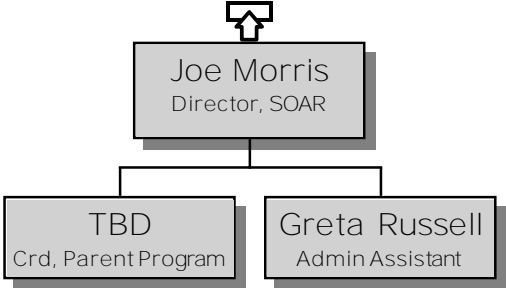 Joe Morris
Director, SOAR
TBD
Crd, Parent Program
Greta Russell
Admin Assistant